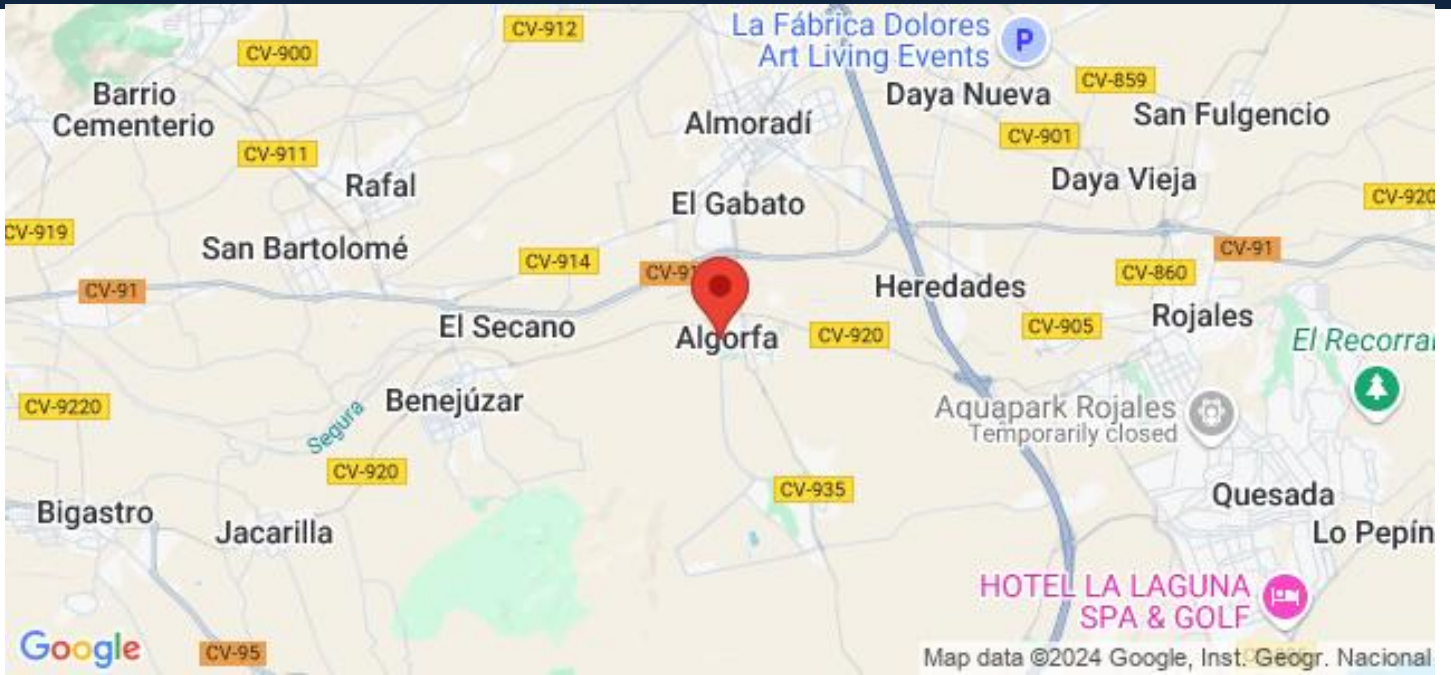 La Fábrica Dolores
Art Living Events
P
CV-912
CV-900
CV-859
Barrio
Cementerio
Daya Nueva
San Fulgencio
Almoradí
CV-901
CV-911
Rafal
Daya Vieja
El Gabato
CV-920
CV-919
San Bartolomé
CV-91
CV-914
CV-91
CV-860
CV-91
Heredades
Rojales
El Secano
Algorfa
CV-920
CV-905
El Recorral
Benejúzar
CV-9220
Segura
Aquapark Rojales
Temporarily closed
CV-920
CV-935
Quesada
Bigastro
Jacarilla
Lo Pepín
HOTEL LA LAGUNA
SPA & GOLF
Google
CV-95
Map data ©2024 Google, Inst. Geogr. Nacional